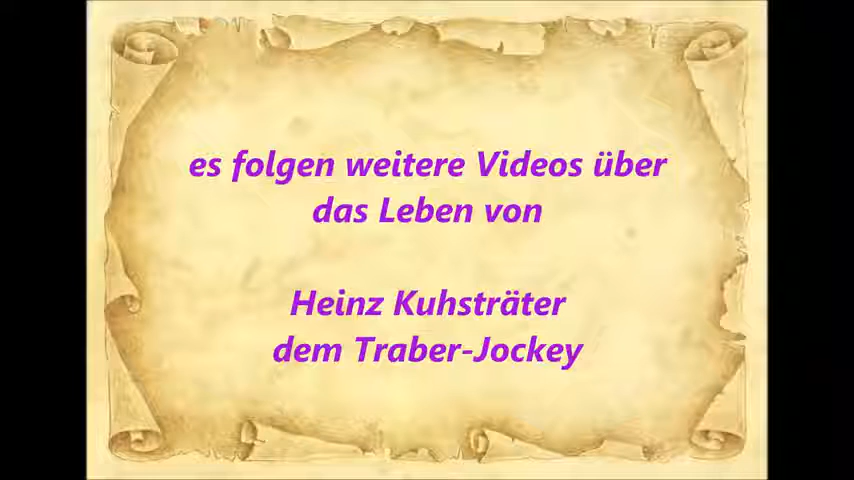 es folgen weitere Videos über
das Leben von
Heinz Kuhsträter
dem Traber-Jockey